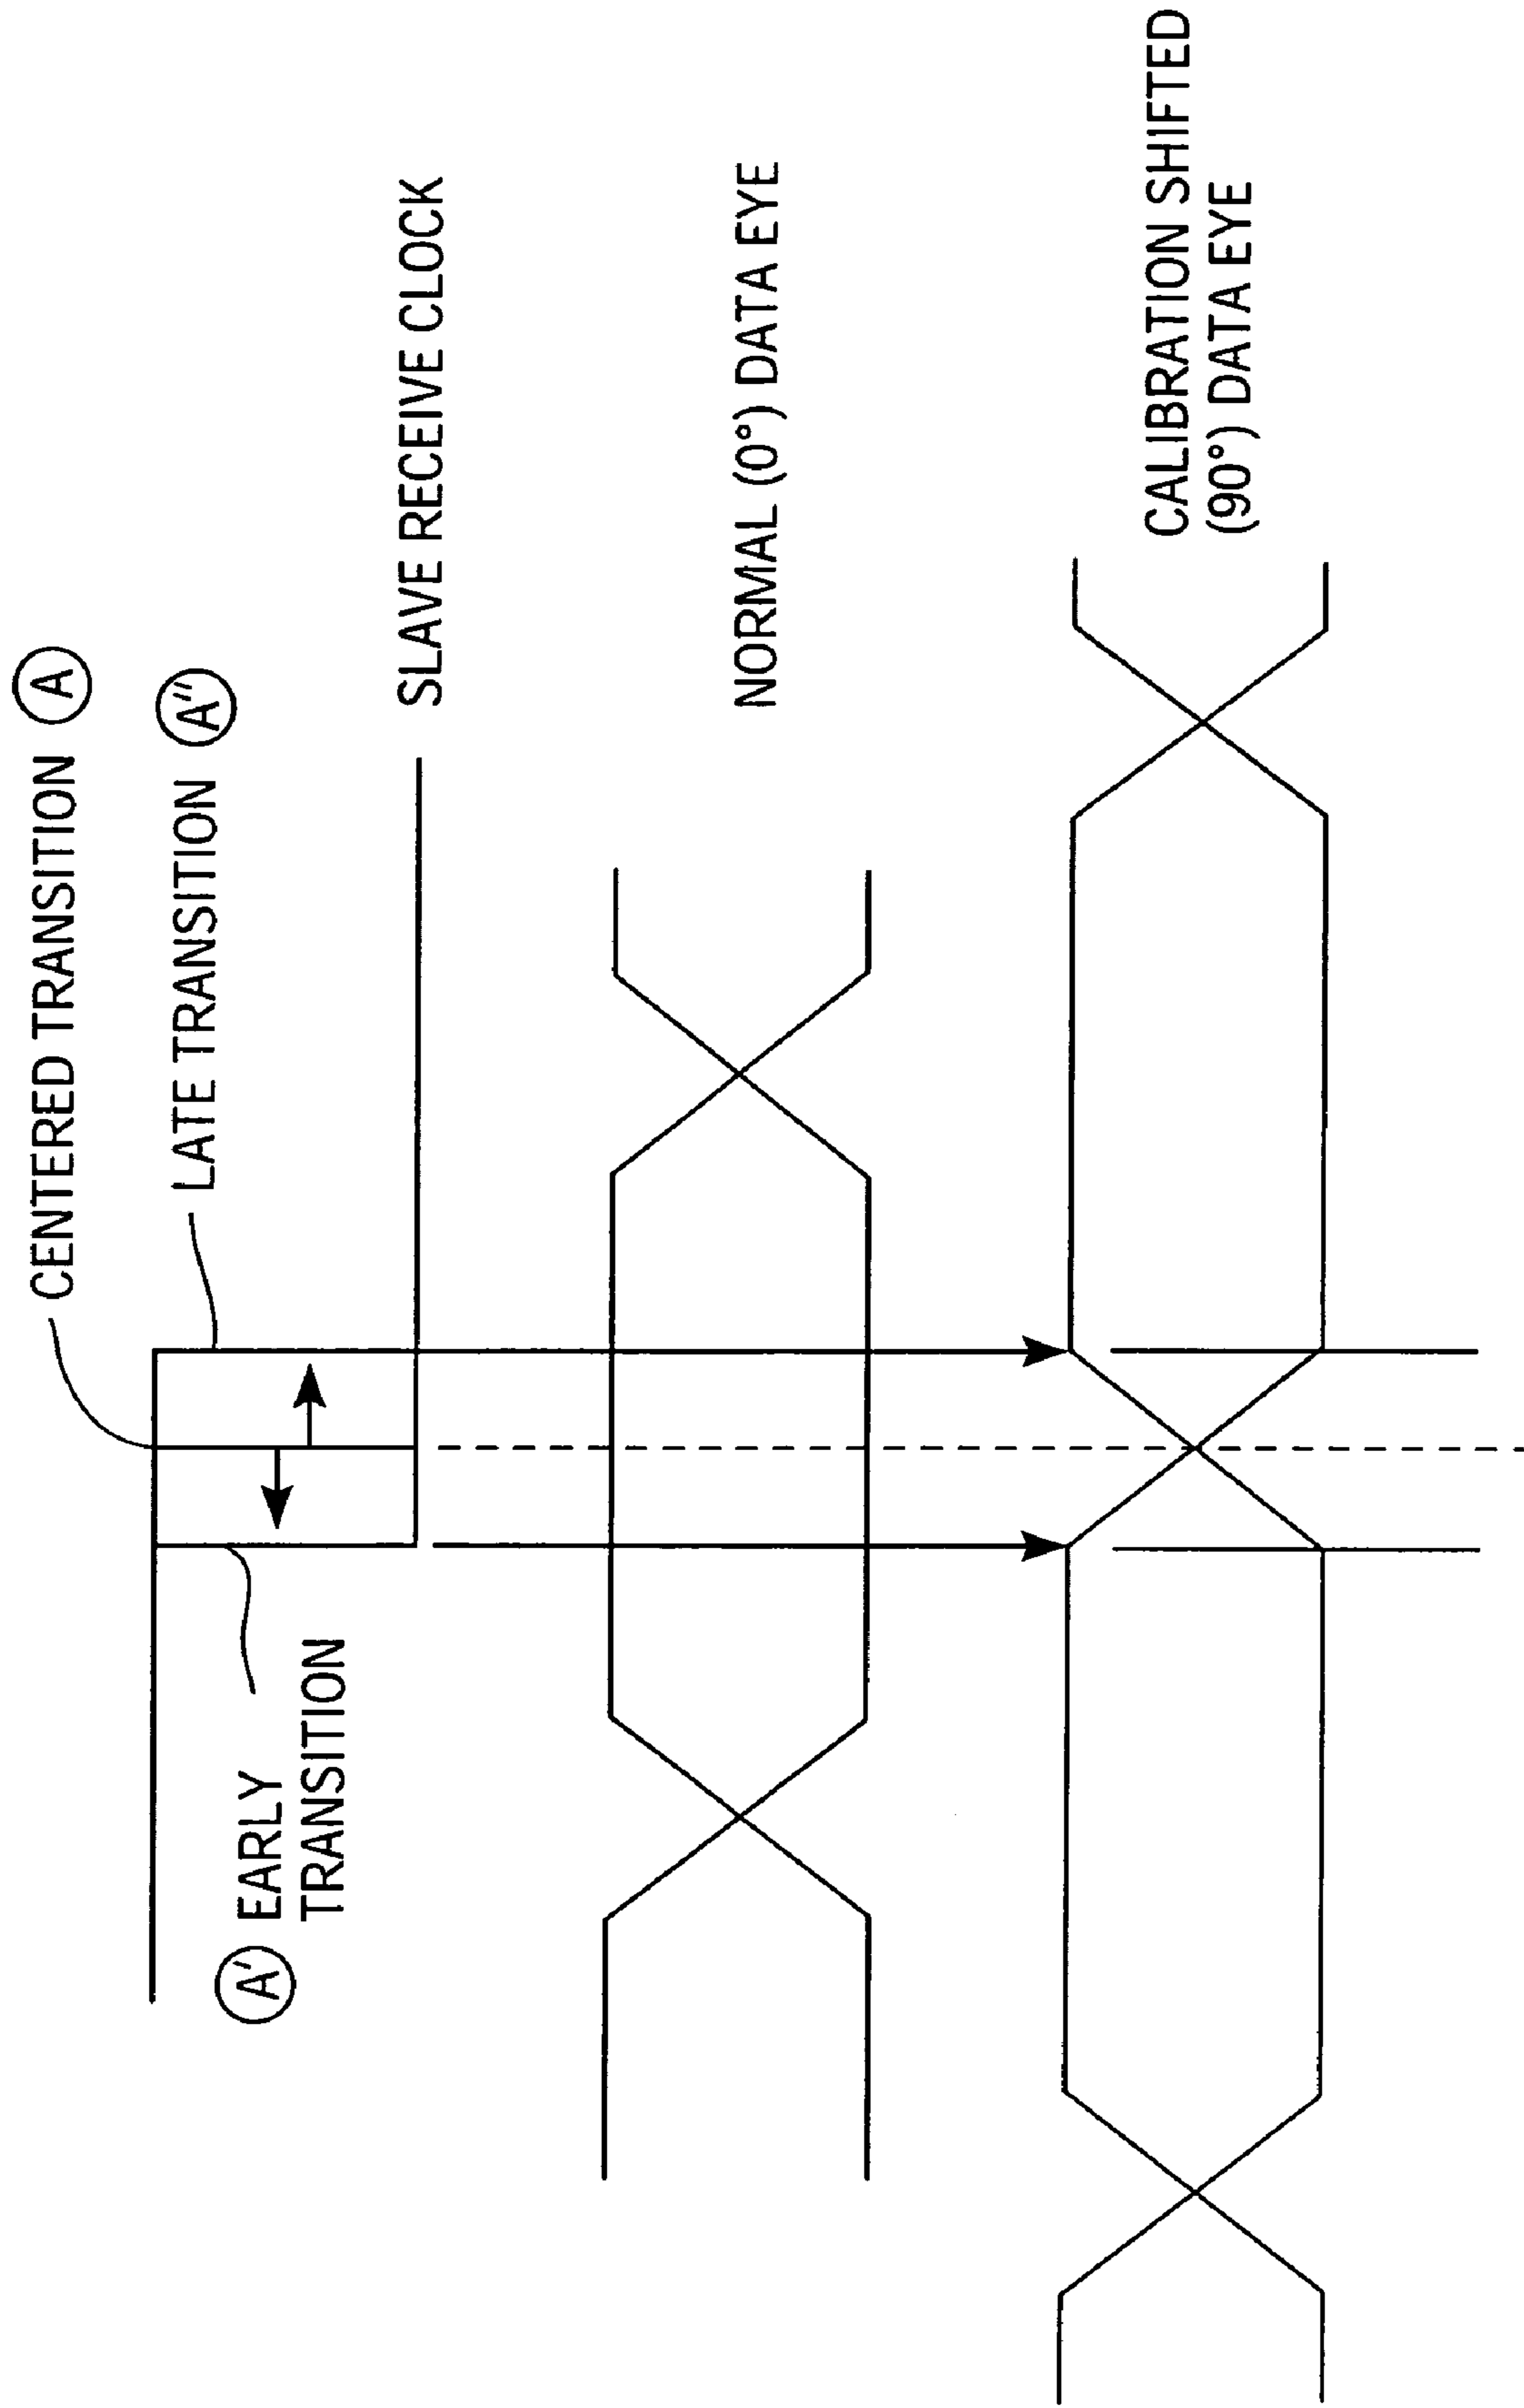 CENTERED TRANSITION A
LATE TRANSITION A"
A' EARLY
TRANSITION
SLAVE RECEIVE CLOCK
NORMAL (0°) DATA EYE
CALIBRATION SHIFTED
(90°) DATA EYE